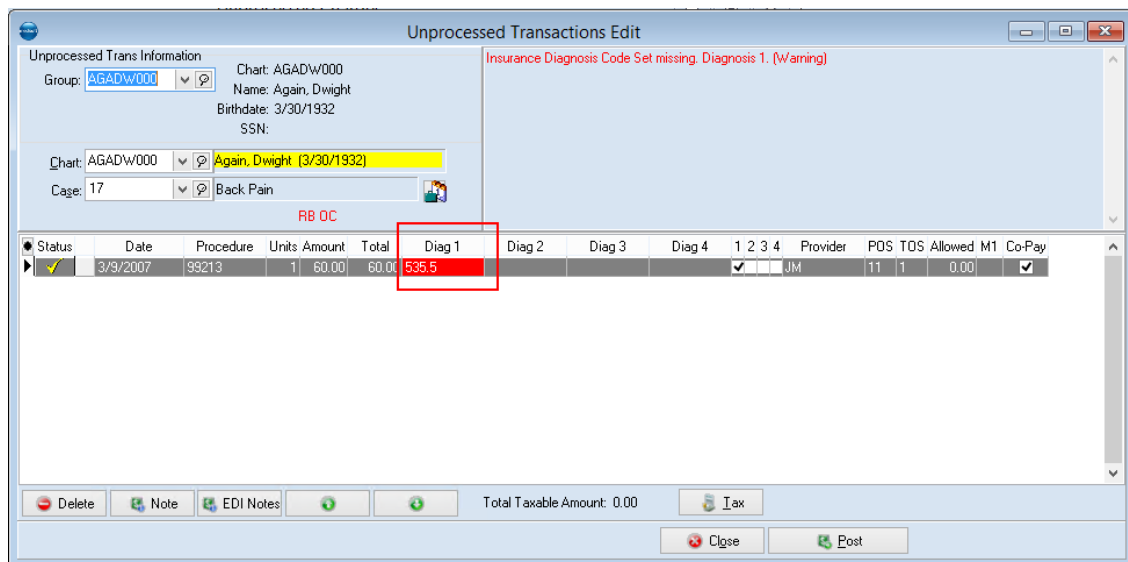 Unprocessed Transactions Edit
Unprocessed Trans Information
Group: AGADW000
Chart: AGADW000
Name: Again, Dwight
Birthdate: 3/30/1932
SSN:
Insurance Diagnosis Code Set missing. Diagnosis 1. (Warning)
Chart: AGADW000 Again, Dwight (3/30/1932)
Case: 17 Back Pain
RB OC
Status Date Procedure Units Amount Total Diag 1 Diag 2 Diag 3 Diag 4 1 2 3 4 Provider POS TOS Allowed M1 Co-Pay
3/9/2007 99213 1 60.00 60.00 535.5 JM 11 1 0.00
Delete Note EDI Notes Total Taxable Amount: 0.00 Tax
Close Post